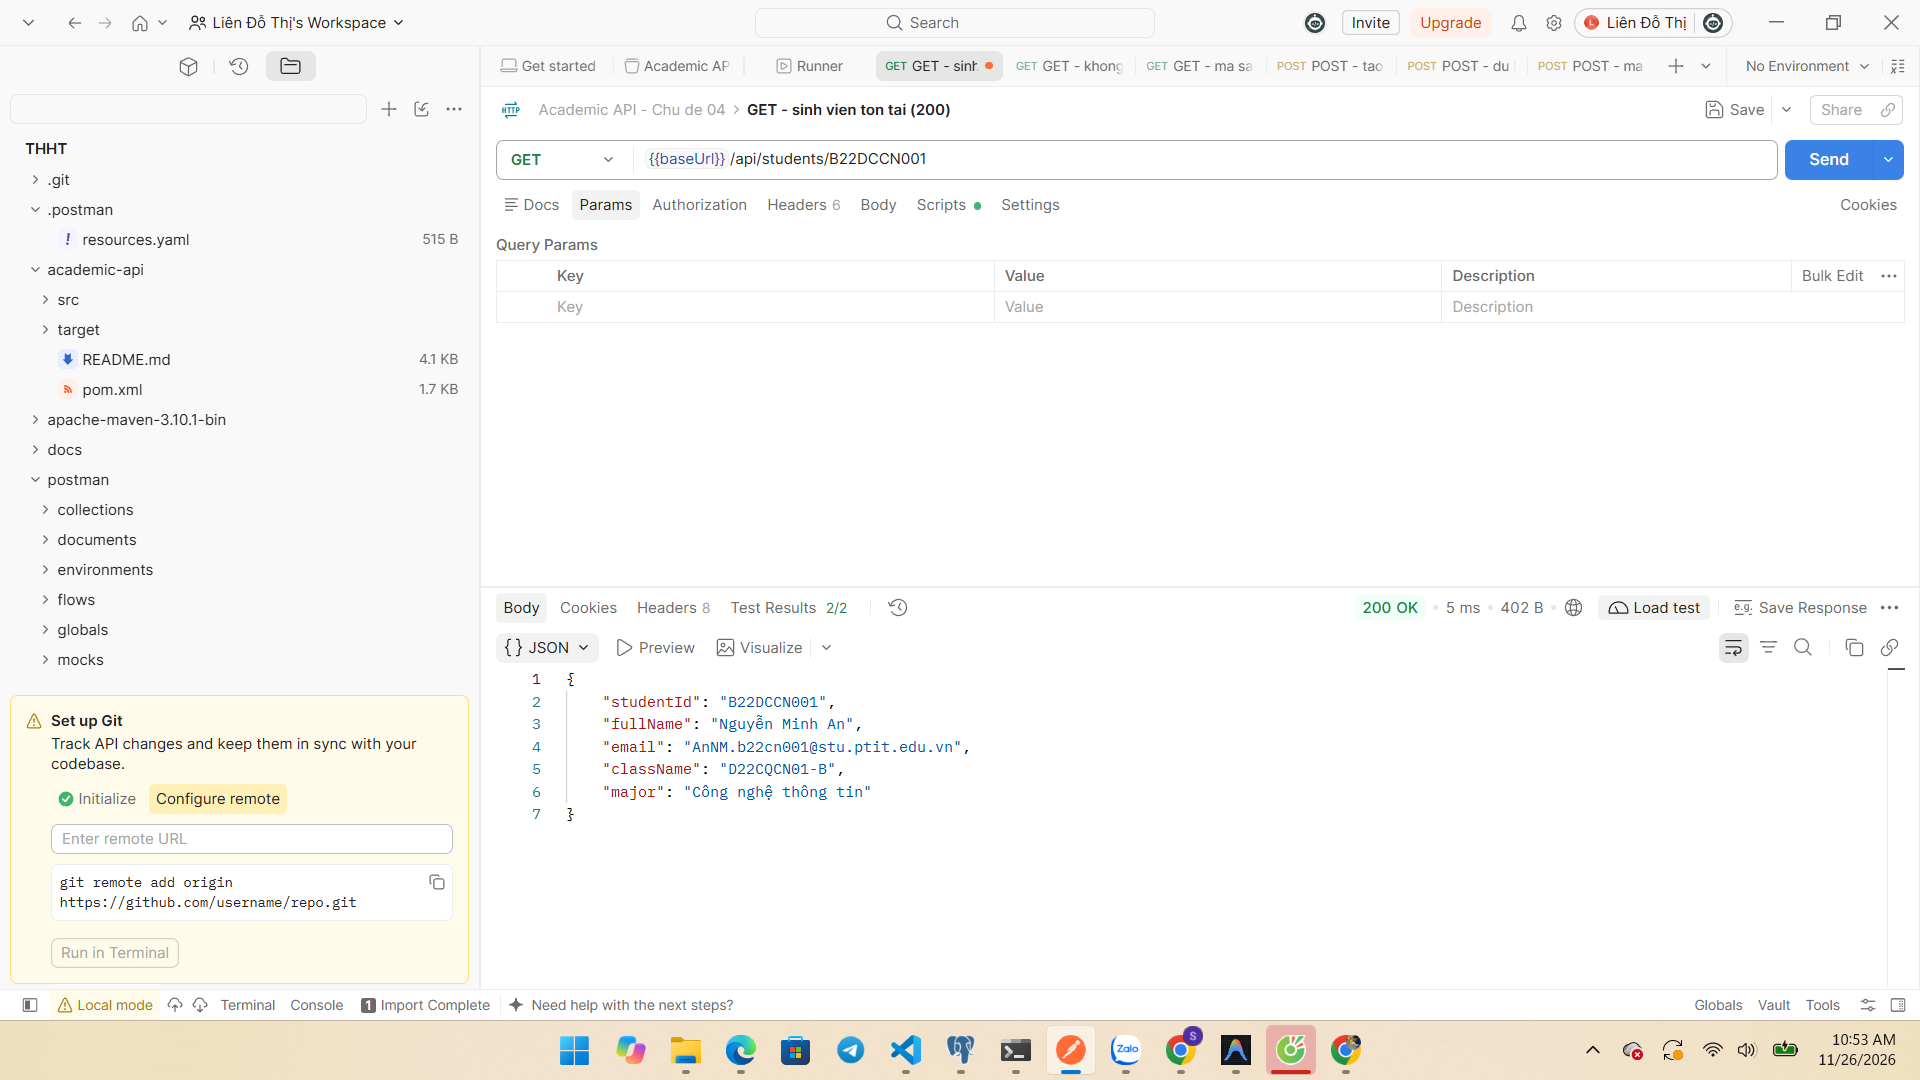 Liên Đỗ Thị's Workspace
Search
Invite
Upgrade
L
Liên Đỗ Thị
Get started
Academic AP
Runner
GET GET - sinh
GET GET - khong
GET GET - ma sa
POST POST - tao
POST POST - du
POST POST - ma
No Environment
HTTP
Academic API - Chu de 04 > GET - sinh vien ton tai (200)
Save
Share
THHT
.git
.postman
! resources.yaml 515 B
academic-api
src
target
README.md 4.1 KB
pom.xml 1.7 KB
apache-maven-3.10.1-bin
docs
postman
collections
documents
environments
flows
globals
mocks
Set up Git
Track API changes and keep them in sync with your
codebase.
Initialize
Configure remote
Enter remote URL
git remote add origin
https://github.com/username/repo.git
Run in Terminal
GET
{{baseUrl}} /api/students/B22DCCN001
Send
Docs
Params
Authorization
Headers 6
Body
Scripts
Settings
Cookies
Query Params
Key
Value
Description
Bulk Edit
Key
Value
Description
Body
Cookies
Headers 8
Test Results 2/2
200 OK
5 ms
402 B
Load test
e.g. Save Response
{} JSON
Preview
Visualize
1 {
2 "studentId": "B22DCCN001",
3 "fullName": "Nguyễn Minh An",
4 "email": "AnNM.b22cn001@stu.ptit.edu.vn",
5 "className": "D22CQCN01-B",
6 "major": "Công nghệ thông tin"
7 }
Local mode
Terminal
Console
1 Import Complete
Need help with the next steps?
Globals
Vault
Tools
Zalo
S
10:53 AM
11/26/2026